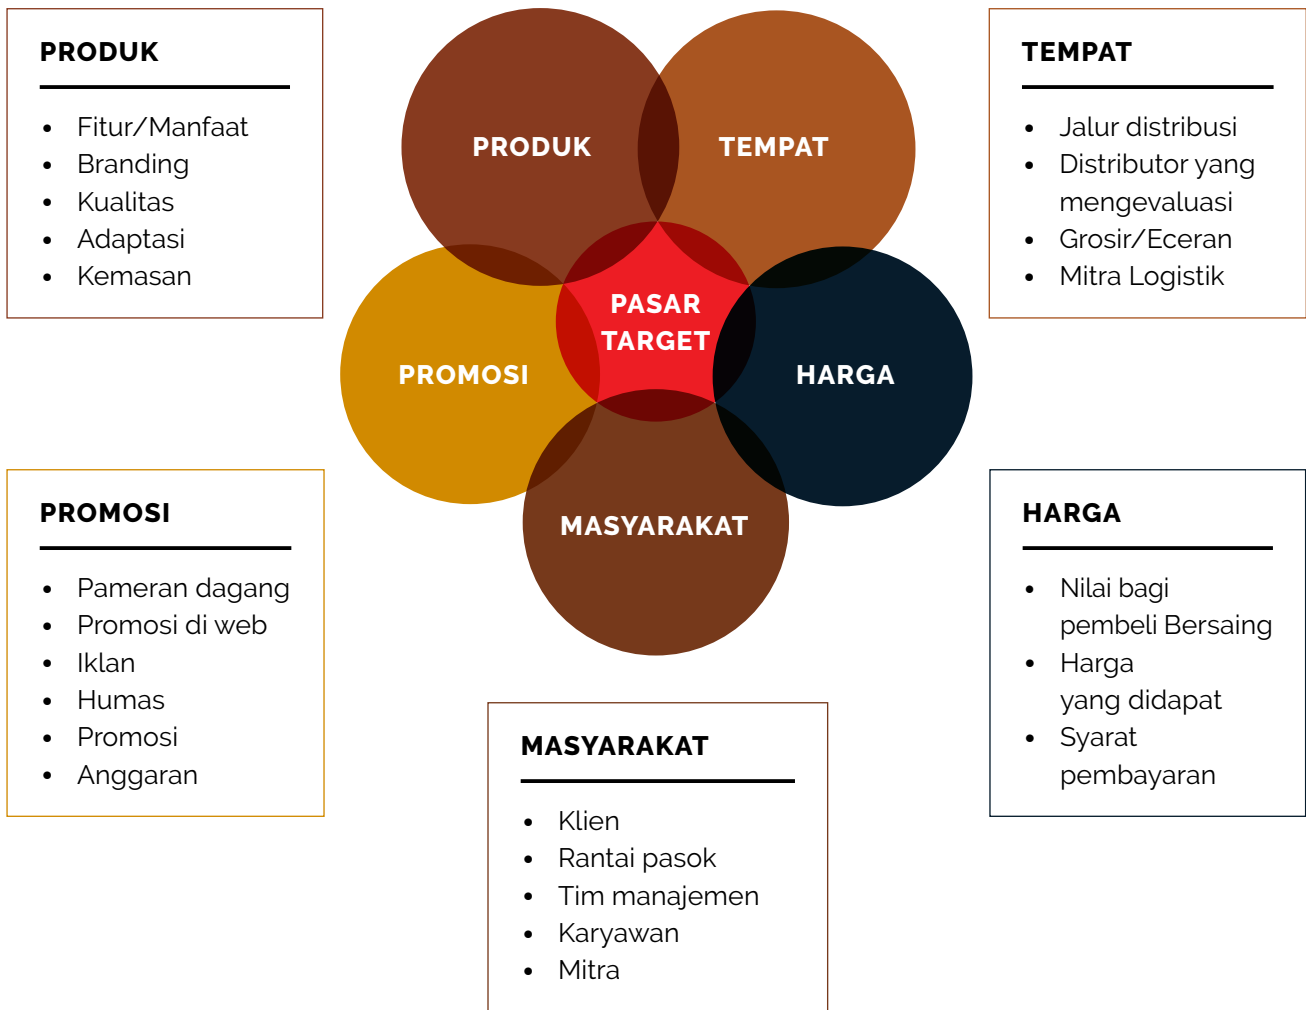 PRODUK
Fitur/Manfaat
Branding
Kualitas
Adaptasi
Kemasan
PRODUK
TEMPAT
PASAR
TARGET
PROMOSI
HARGA
MASYARAKAT
TEMPAT
Jalur distribusi
Distributor yang
mengevaluasi
Grosir/Eceran
Mitra Logistik
PROMOSI
Pameran dagang
Promosi di web
Iklan
Humas
Promosi
Anggaran
MASYARAKAT
Klien
Rantai pasok
Tim manajemen
Karyawan
Mitra
HARGA
Nilai bagi
pembeli Bersaing
Harga
yang didapat
Syarat
pembayaran